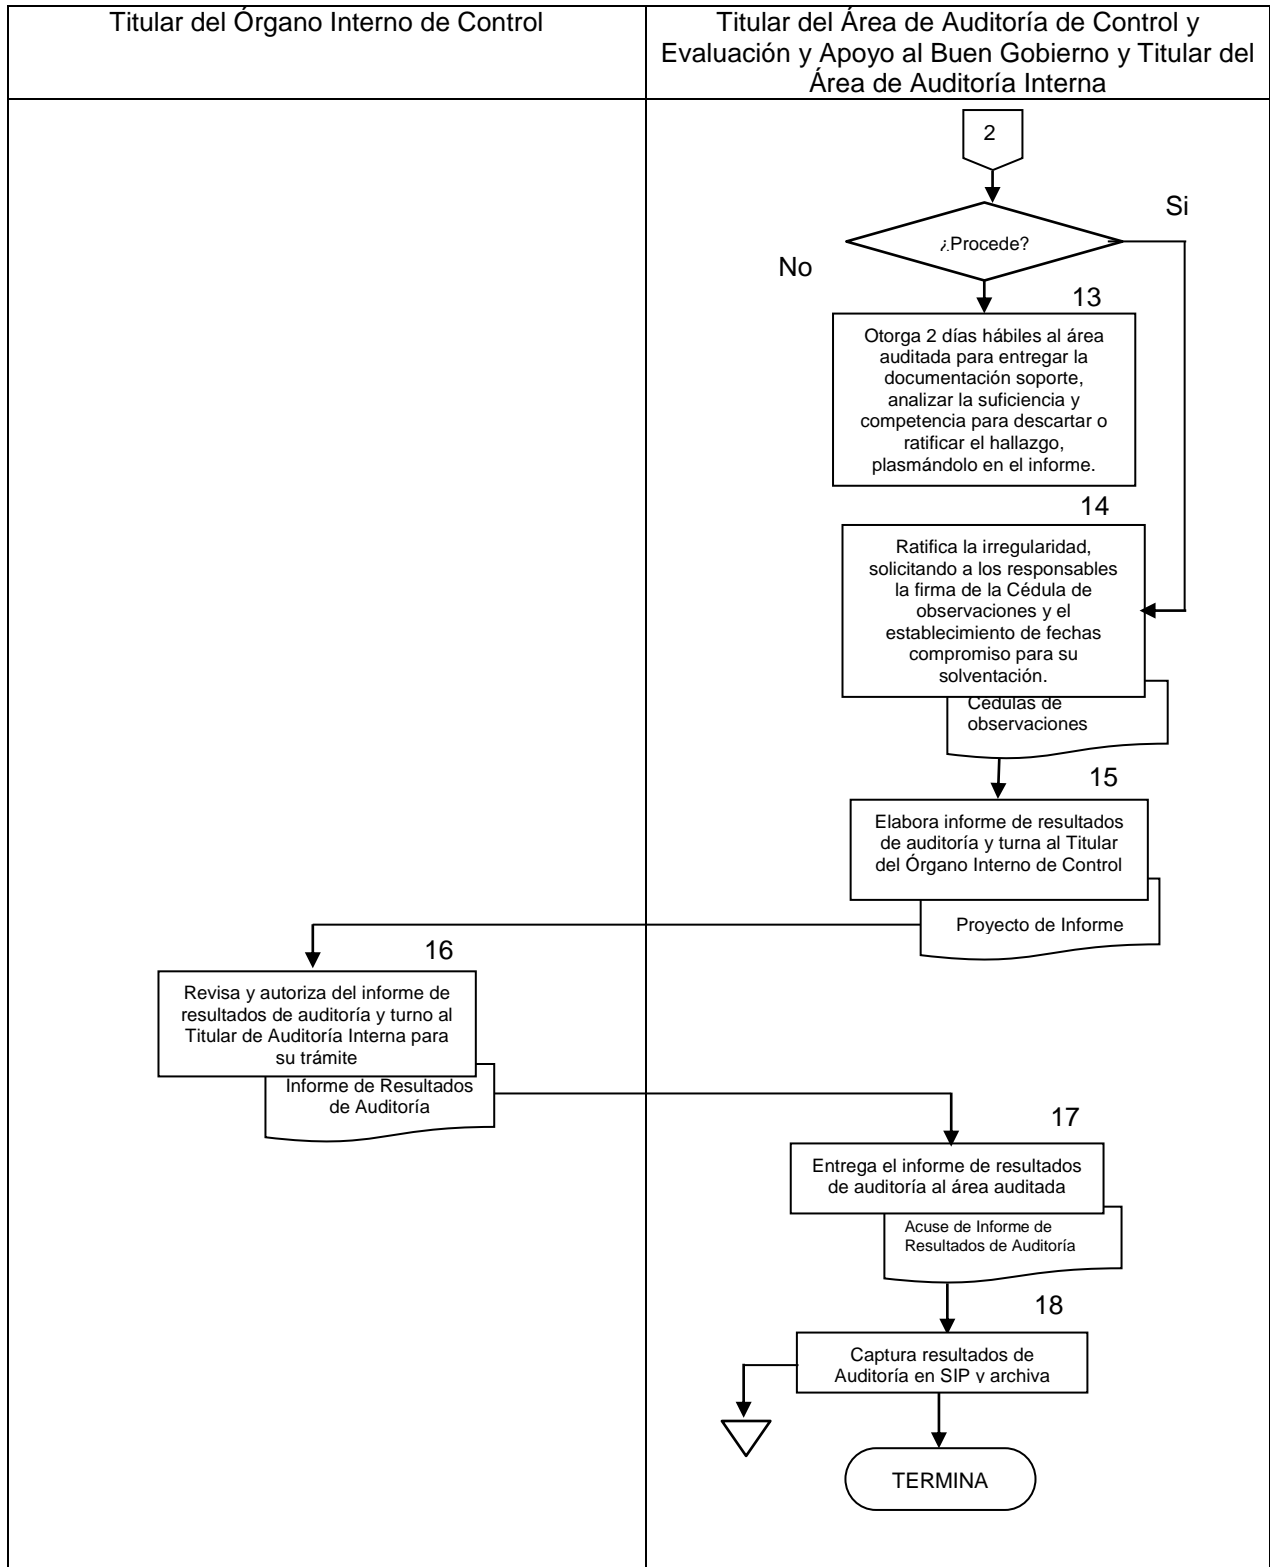 Titular del Órgano Interno de Control
Titular del Área de Auditoría de Control y
Evaluación y Apoyo al Buen Gobierno y Titular del
Área de Auditoría Interna
2
Si
¿Procede?
No
13
Otorga 2 días hábiles al área
auditada para entregar la
documentación soporte,
analizar la suficiencia y
competencia para descartar o
ratificar el hallazgo,
plasmándolo en el informe.
14
Ratifica la irregularidad,
solicitando a los responsables
la firma de la Cédula de
observaciones y el
establecimiento de fechas
compromiso para su
solventación.
Cedulas de
observaciones
15
Elabora informe de resultados
de auditoría y turna al Titular
del Órgano Interno de Control
Proyecto de Informe
16
Revisa y autoriza del informe de
resultados de auditoría y turno al
Titular de Auditoría Interna para
su trámite
Informe de Resultados
de Auditoría
17
Entrega el informe de resultados
de auditoría al área auditada
Acuse de Informe de
Resultados de Auditoría
18
Captura resultados de
Auditoría en SIP y archiva
TERMINA